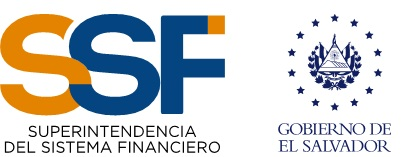 SSF
SUPERINTENDENCIA
DEL SISTEMA FINANCIERO
GOBIERNO DE
EL SALVADOR